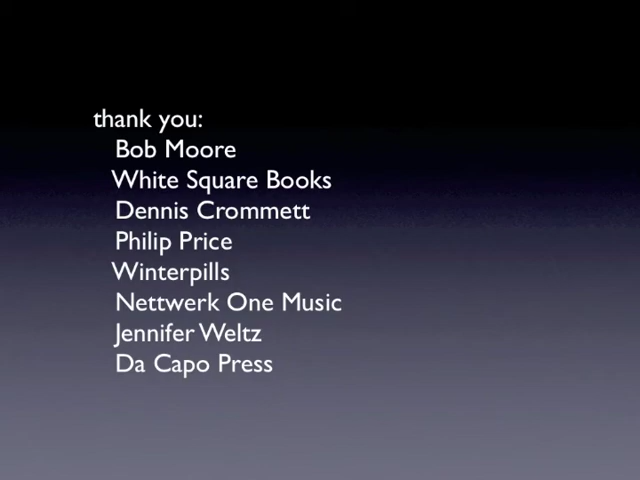 thank you:
Bob Moore
White Square Books
Dennis Crommett
Philip Price
Winterpills
Nettwerk One Music
Jennifer Weltz
Da Capo Press